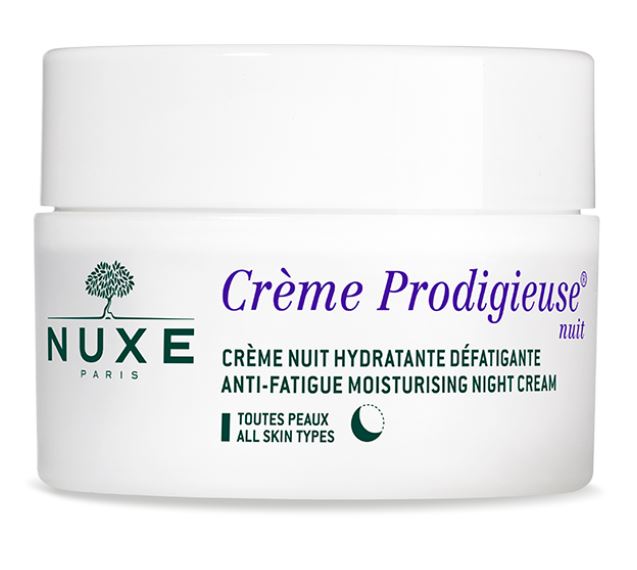 NUXE
PARIS
Crème Prodigieuse®
nuit
CRÈME NUIT HYDRATANTE DÉFATIGANTE
ANTI-FATIGUE MOISTURISING NIGHT CREAM
TOUTES PEAUX
ALL SKIN TYPES